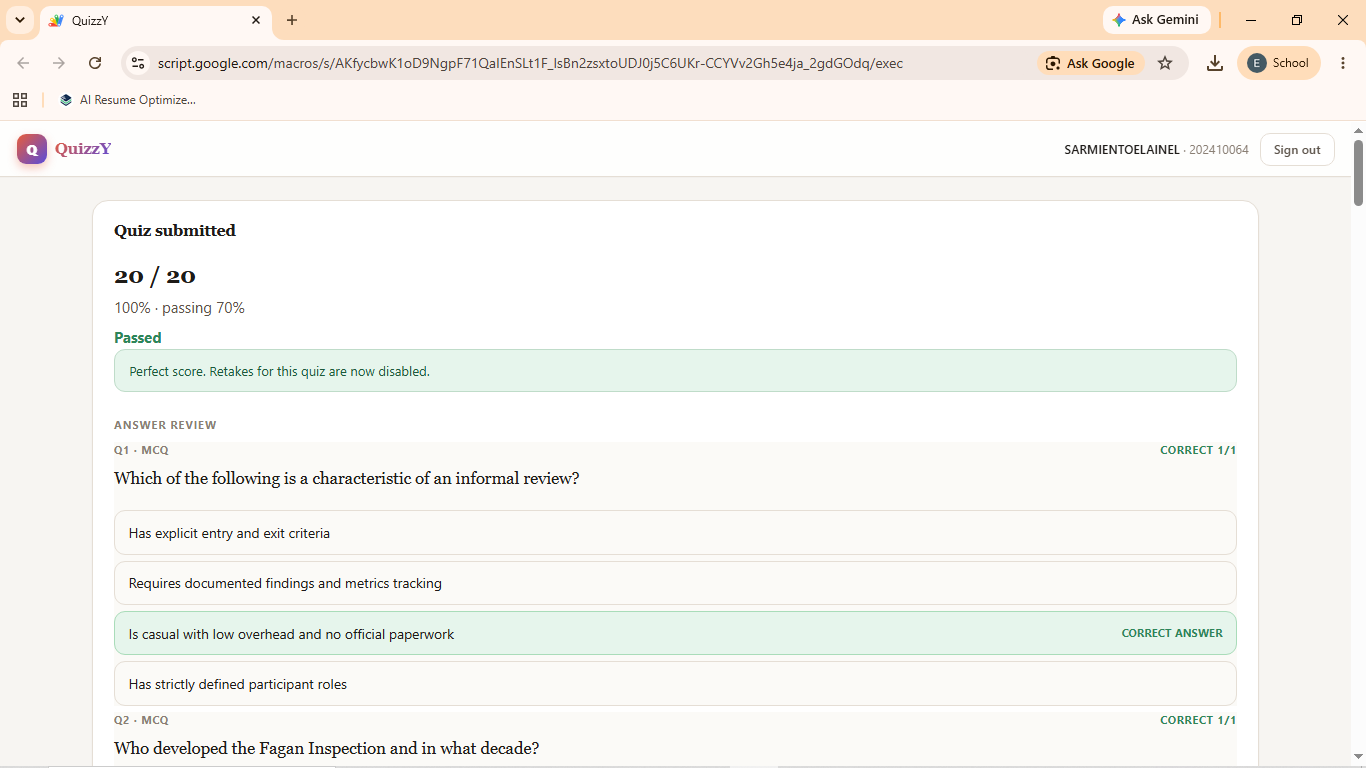 QuizzY
Ask Gemini
script.google.com/macros/s/AKfycbwK1oD9NgpF71QaIEnSLt1F_IsBn2zsxtoUDJ0j5C6UKr-CCYVv2Gh5e4ja_2gdGOdq/exec
Ask Google
E School
AI Resume Optimize...
Q QuizzY
SARMIENTOELAINEL · 202410064
Sign out
Quiz submitted
20 / 20
100% · passing 70%
Passed
Perfect score. Retakes for this quiz are now disabled.
ANSWER REVIEW
Q1 · MCQ CORRECT 1/1
Which of the following is a characteristic of an informal review?
Has explicit entry and exit criteria
Requires documented findings and metrics tracking
Is casual with low overhead and no official paperwork CORRECT ANSWER
Has strictly defined participant roles
Q2 · MCQ CORRECT 1/1
Who developed the Fagan Inspection and in what decade?